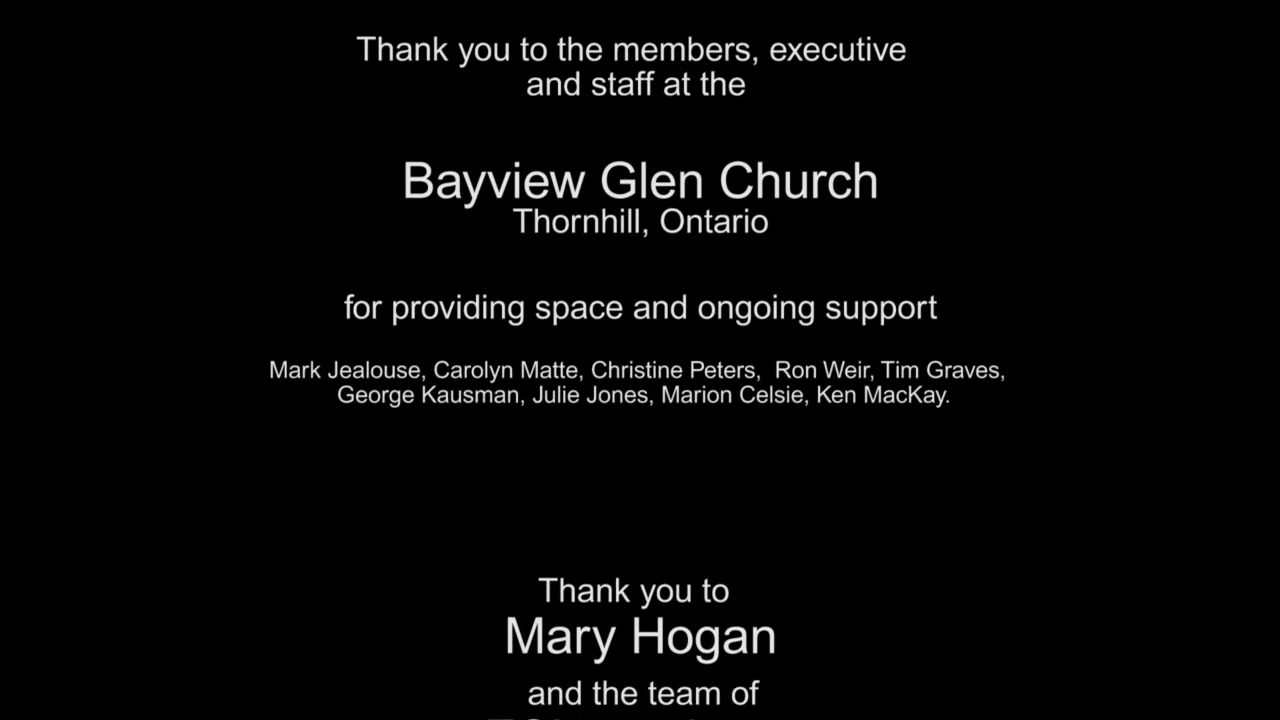 Thank you to the members, executive
and staff at the
Bayview Glen Church
Thornhill, Ontario
for providing space and ongoing support
Mark Jealouse, Carolyn Matte, Christine Peters,  Ron Weir, Tim Graves,
George Kausman, Julie Jones, Marion Celsie, Ken MacKay.
Thank you to
Mary Hogan
and the team of